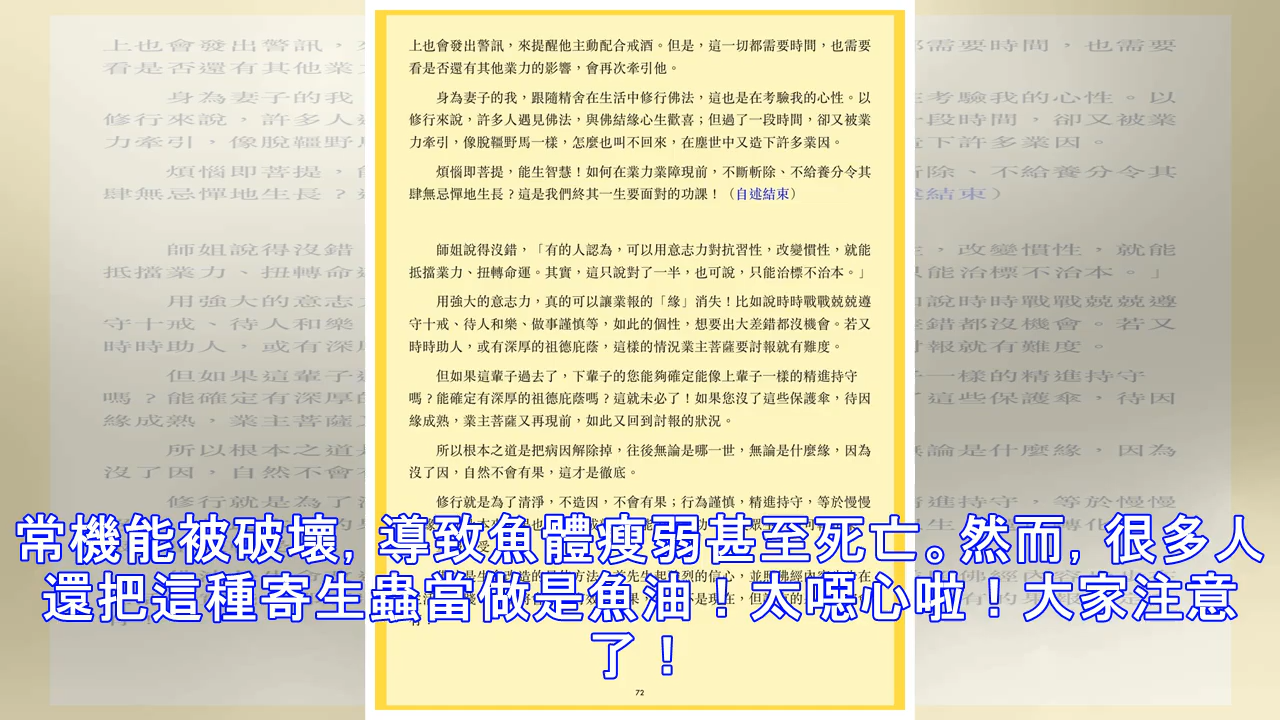 上也會發出警訊，來提醒他主動配合戒酒。但是，這一切都需要時間，也需要
看是否還有其他業力的影響，會再次牽引他。
身為妻子的我，跟隨精舍在生活中修行佛法，這也是在考驗我的心性。以
修行來說，許多人遇見佛法，與佛結緣心生歡喜；但過了一段時間，卻又被業
力牽引，像脫韁野馬一樣，怎麼也叫不回來，在塵世中又造下許多業因。
煩惱即菩提，能生智慧！如何在業力業障現前，不斷斬除、不給養分令其
肆無忌憚地生長？這是我們終其一生要面對的功課！（自述結束）
師姐說得沒錯，「有的人認為，可以用意志力對抗習性，改變慣性，就能
抵擋業力、扭轉命運。其實，這只說對了一半，也可說，只能治標不治本。」
用強大的意志力，真的可以讓業報的「緣」消失！比如說時時戰戰兢兢遵
守十戒、待人和樂、做事謹慎等，如此的個性，想要出大差錯都沒機會。若又
時時助人，或有深厚的祖德庇蔭，這樣的情況業主菩薩要討報就有難度。
但如果這輩子過去了，下輩子的您能夠確定能像上輩子一樣的精進持守
嗎？能確定有深厚的祖德庇蔭嗎？這就未必了！如果您沒了這些保護傘，待因
緣成熟，業主菩薩又再現前，如此又回到討報的狀況。
所以根本之道是把病因解除掉，往後無論是哪一世，無論是什麼緣，因為
沒了因，自然不會有果，這才是徹底。
修行就是為了清淨，不造因，不會有果；行為謹慎，精進持守，等於慢慢
常機能被破壞, 導致魚體瘦弱甚至死亡。然而, 很多人
還把這種寄生蟲當做是魚油！太噁心啦！大家注意
了！
72